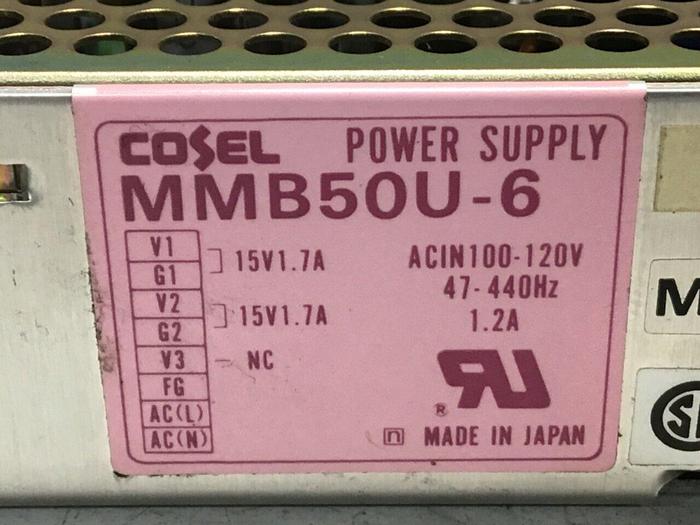 COSEL POWER SUPPLY
MMB50U-6
V1
G1
15V1.7A
V2
G2
15V1.7A
V3 - NC
FG
AC(L)
AC(N)
ACIN100-120V
47-440Hz
1.2A
RU
®
n MADE IN JAPAN
M